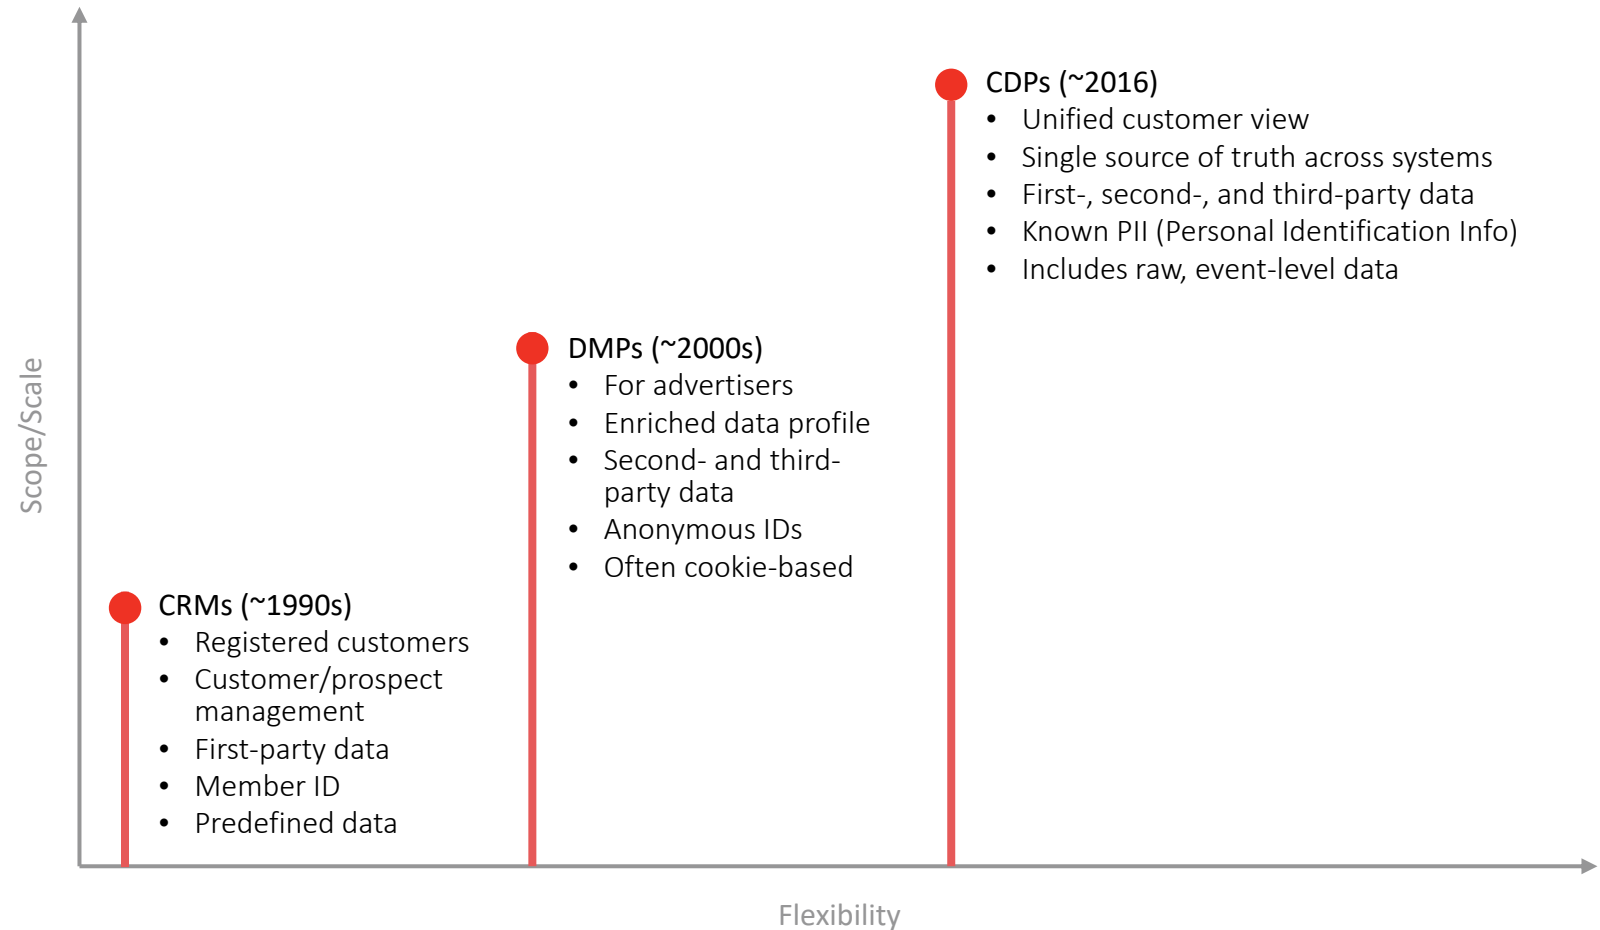 CDPs (~2016)
• Unified customer view
• Single source of truth across systems
• First-, second-, and third-party data
• Known PII (Personal Identification Info)
• Includes raw, event-level data
DMPs (~2000s)
• For advertisers
• Enriched data profile
• Second- and third-
party data
• Anonymous IDs
• Often cookie-based
CRMs (~1990s)
• Registered customers
• Customer/prospect
management
• First-party data
• Member ID
• Predefined data
Scope/Scale
Flexibility